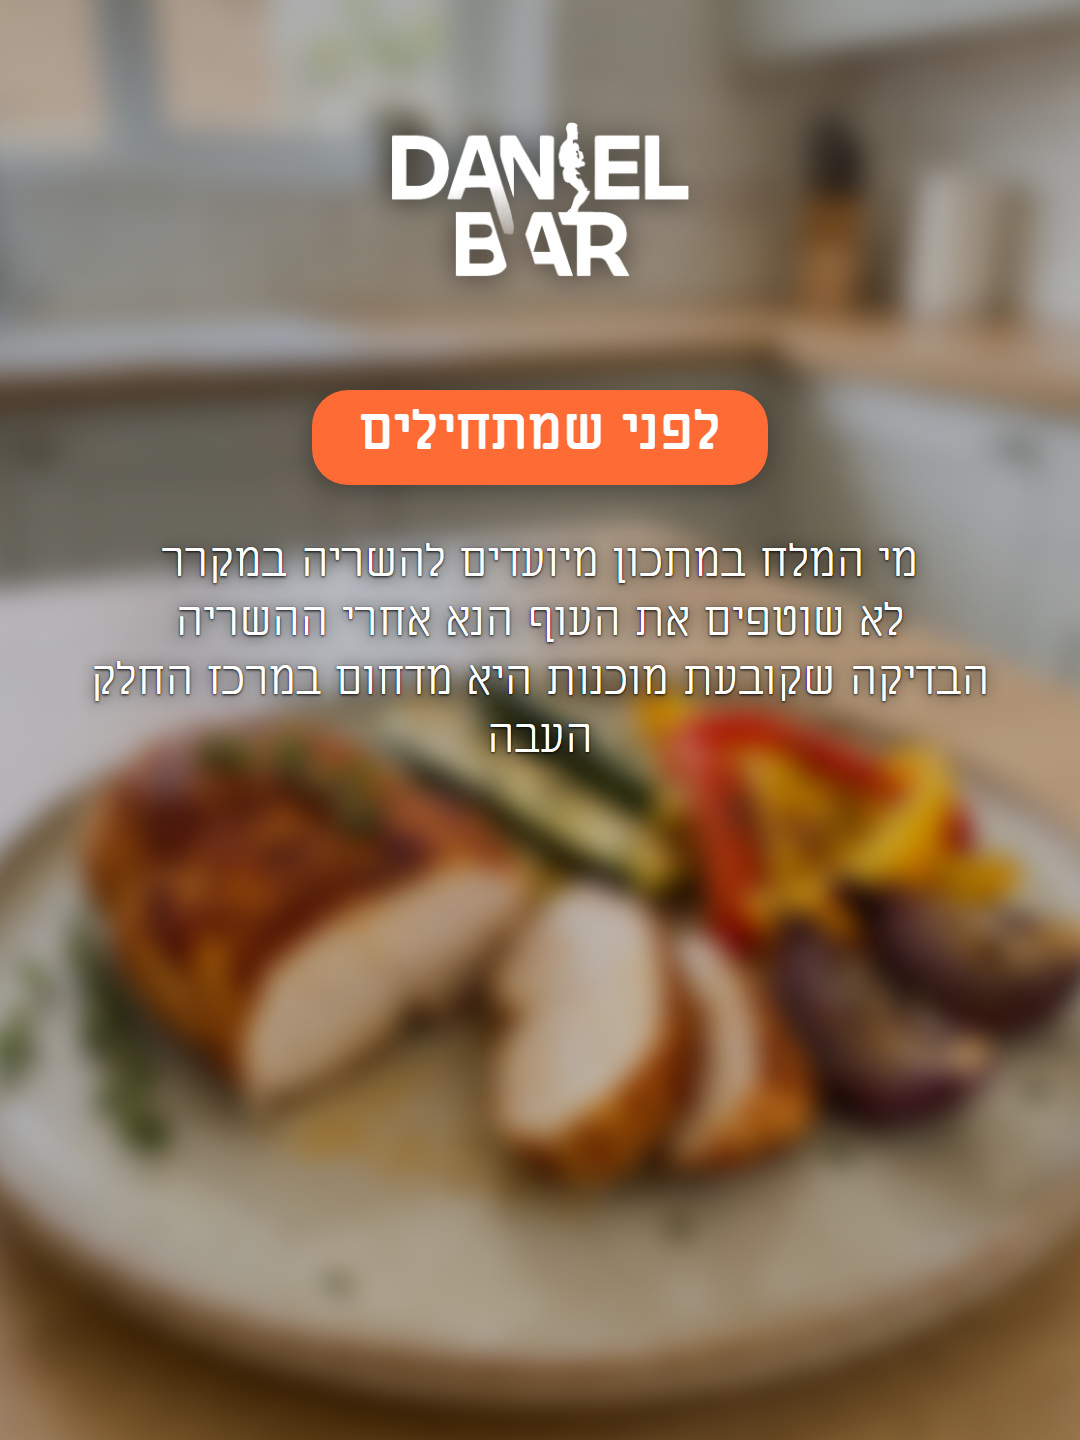 DANIEL
BAR
לפני שמתחילים
מי המלח במתכון מיועדים להשריה במקרר
לא שוטפים את העוף הנא אחרי ההשריה
הבדיקה שקובעת מוכנות היא מדחום במרכז החלק
העבה